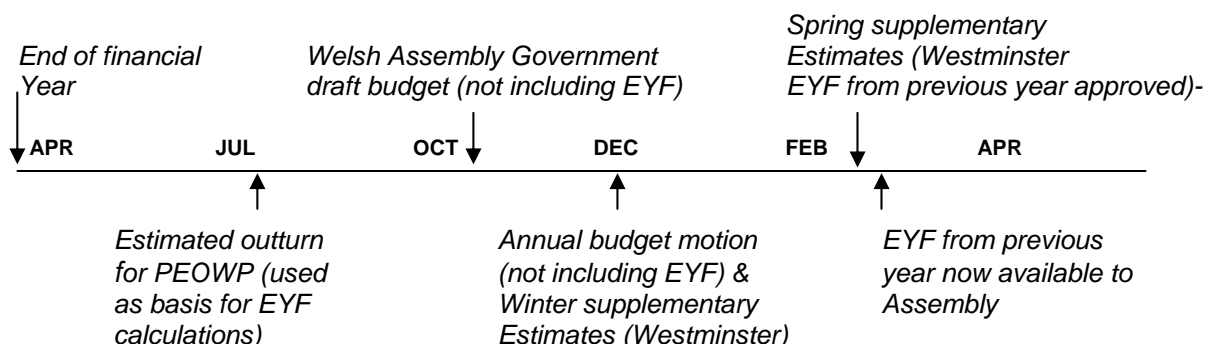 Spring supplementary
Estimates (Westminster
EYF from previous year approved)-
End of financial
Year
Welsh Assembly Government
draft budget (not including EYF)
APR JUL OCT DEC FEB APR
Estimated outturn
for PEOWP (used
as basis for EYF
calculations)
Annual budget motion
(not including EYF) &
Winter supplementary
Estimates (Westminster)
EYF from previous
year now available to
Assembly